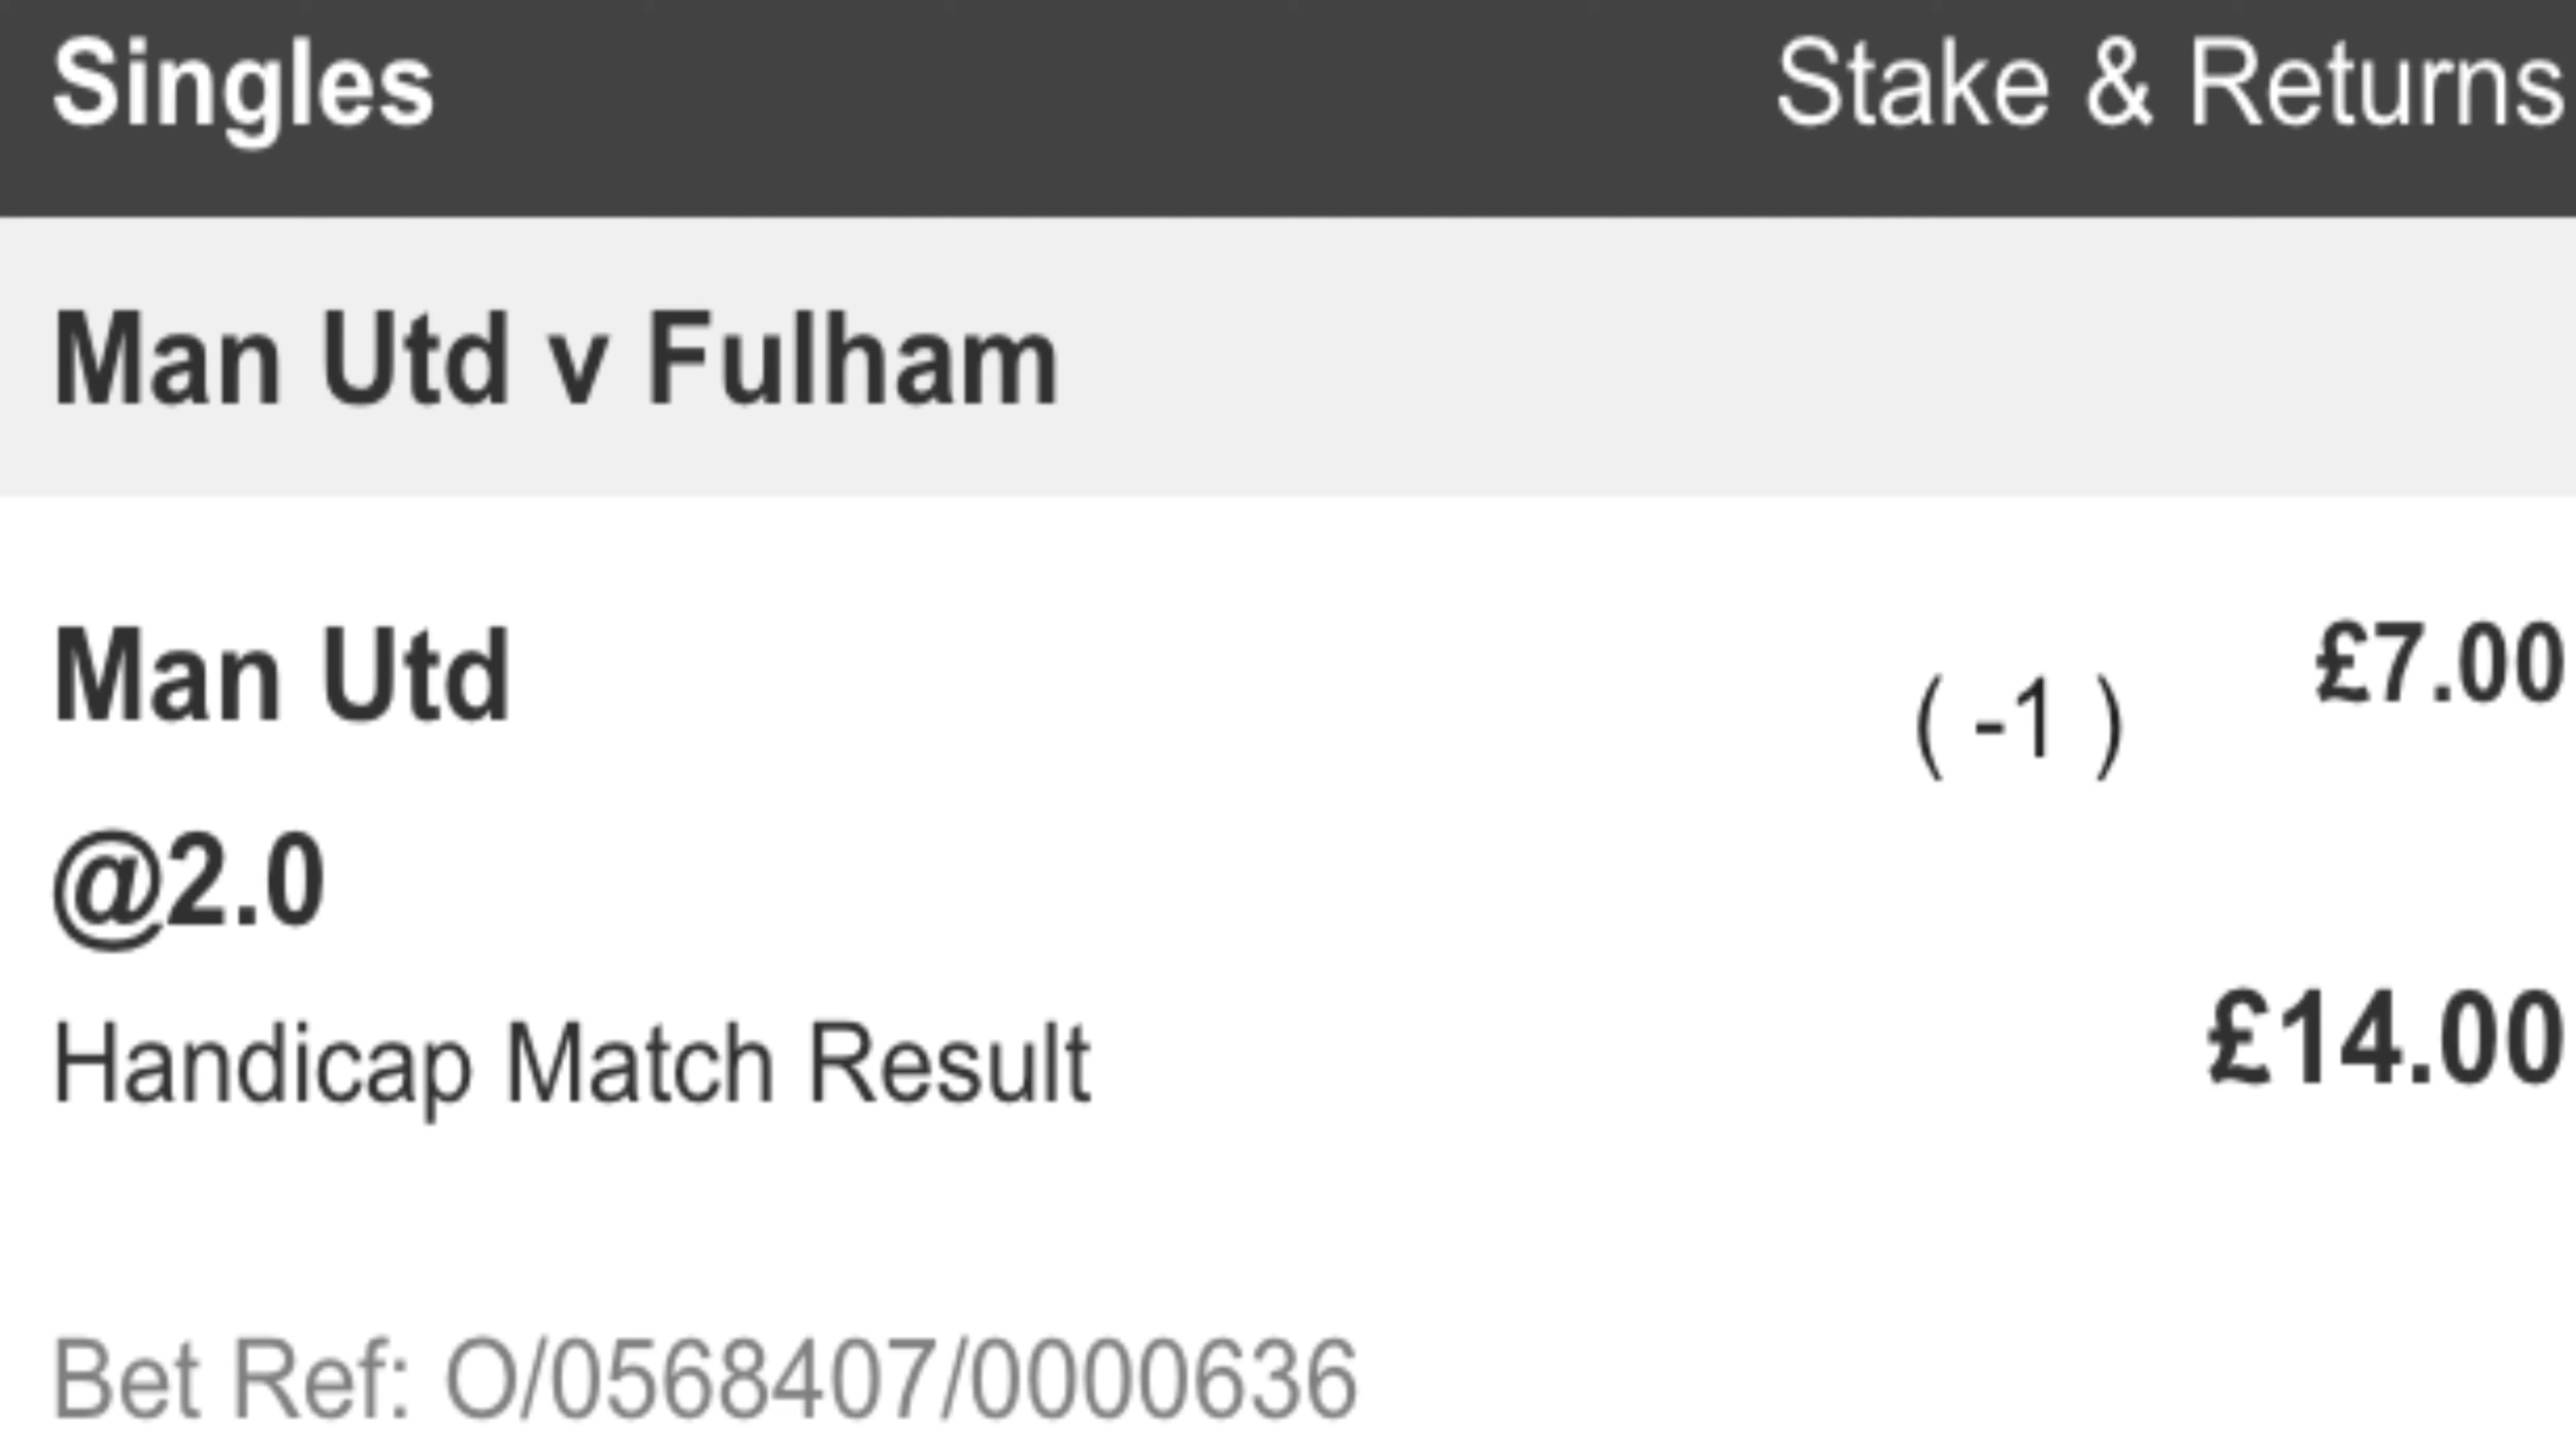 Singles Stake & Returns
Man Utd v Fulham
Man Utd ( -1 ) £7.00
@2.0
Handicap Match Result £14.00
Bet Ref: O/0568407/0000636